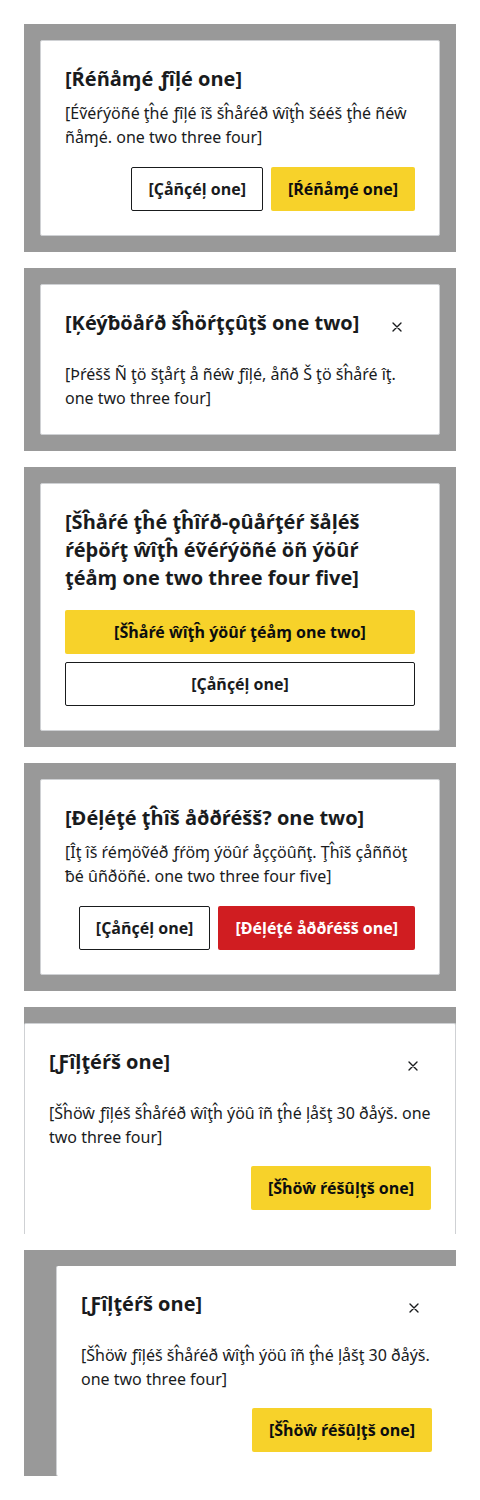 [Ŕéñåɱé ƒîļé one]
[Éṽéŕýöñé ţĥé ƒîļé îš šĥåŕéð ŵîţĥ šééš ţĥé ñéŵ
ñåɱé. one two three four]
[Çåñçéļ one]
[Ŕéñåɱé one]
[Ķéýƀöåŕð šĥöŕţçûţš one two]
[Þŕéšš Ñ ţö šţåŕţ å ñéŵ ƒîļé, åñð Š ţö šĥåŕé îţ.
one two three four]
[Šĥåŕé ţĥé ţĥîŕð-ǫûåŕţéŕ šåļéš
ŕéþöŕţ ŵîţĥ éṽéŕýöñé öñ ýöûŕ
ţéåɱ one two three four five]
[Šĥåŕé ŵîţĥ ýöûŕ ţéåɱ one two]
[Çåñçéļ one]
[Ðéļéţé ţĥîš åððŕéšš? one two]
[Îţ îš ŕéɱöṽéð ƒŕöɱ ýöûŕ åççöûñţ. Ţĥîš çåññöţ
ƀé ûñðöñé. one two three four five]
[Çåñçéļ one]
[Ðéļéţé åððŕéšš one]
[Ƒîļţéŕš one]
[Šĥöŵ ƒîļéš šĥåŕéð ŵîţĥ ýöû îñ ţĥé ļåšţ 30 ðåýš. one
two three four]
[Šĥöŵ ŕéšûļţš one]
[Ƒîļţéŕš one]
[Šĥöŵ ƒîļéš šĥåŕéð ŵîţĥ ýöû îñ ţĥé ļåšţ 30 ðåýš.
one two three four]
[Šĥöŵ ŕéšûļţš one]